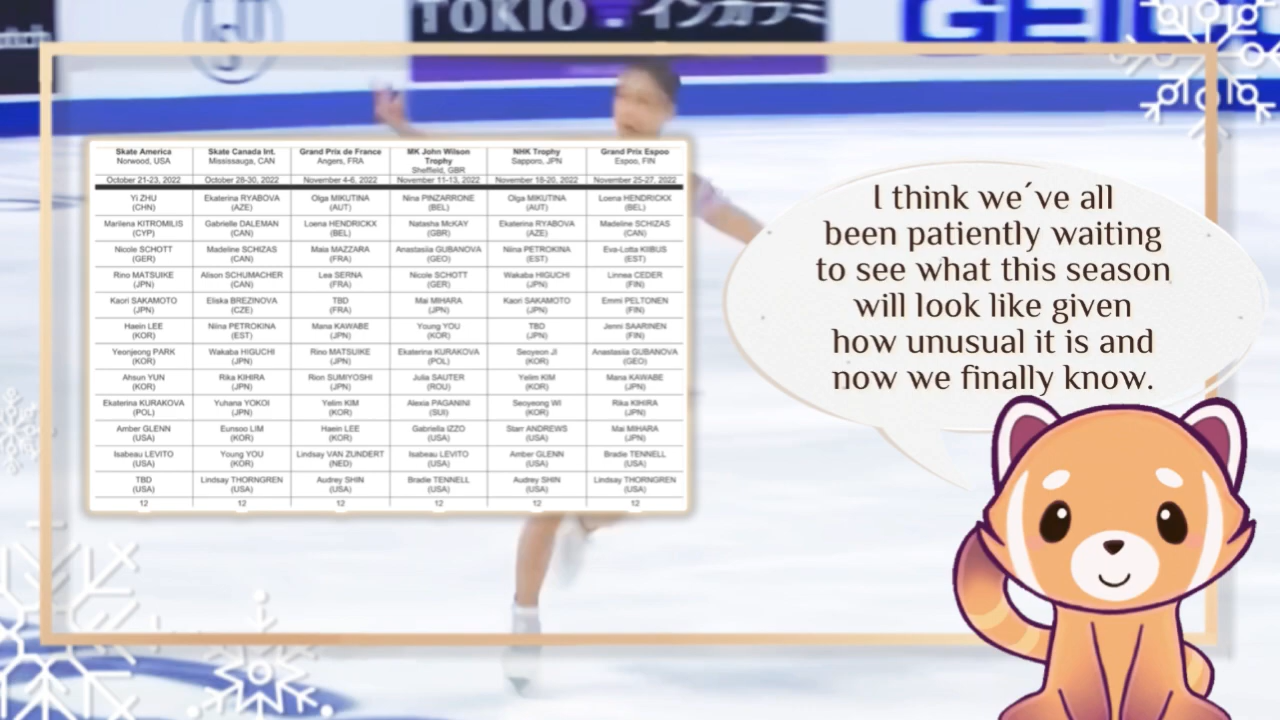 TOKIO インカラミ
GEIC
ISU
Skate America Skate Canada Int. Grand Prix de France MK John Wilson Trophy NHK Trophy Grand Prix Espoo
Norwood, USA Mississauga, CAN Angers, FRA Sheffield, GBR Sapporo, JPN Espoo, FIN
October 21-23, 2022 October 28-30, 2022 November 4-6, 2022 November 11-13, 2022 November 18-20, 2022 November 25-27, 2022
Yi ZHU Ekaterina RYABOVA Olga MIKUTINA Nina PINZARRONE Olga MIKUTINA Loena HENDRICKX
(CHN) (AZE) (AUT) (BEL) (AUT) (BEL)
Marilena KITROMILIS Gabrielle DALEMAN Loena HENDRICKX Natasha McKAY Ekaterina RYABOVA Madeline SCHIZAS
(CYP) (CAN) (BEL) (GBR) (AZE) (CAN)
Nicole SCHOTT Madeline SCHIZAS Maia MAZZARA Anastasiia GUBANOVA Niina PETROKINA Eva-Lotta KIIBUS
(GER) (CAN) (FRA) (GEO) (EST) (EST)
Rino MATSUIKE Alison SCHUMACHER Lea SERNA Nicole SCHOTT Wakaba HIGUCHI Linnea CEDER
(JPN) (CAN) (FRA) (GER) (JPN) (FIN)
Kaori SAKAMOTO Eliska BREZINOVA TBD Mai MIHARA Kaori SAKAMOTO Emmi PELTONEN
(JPN) (CZE) (FRA) (JPN) (JPN) (FIN)
Haein LEE Niina PETROKINA Mana KAWABE Young YOU TBD Jenni SAARINEN
(KOR) (EST) (JPN) (KOR) (JPN) (FIN)
Yeonjeong PARK Wakaba HIGUCHI Rino MATSUIKE Ekaterina KURAKOVA Seoyeon JI Anastasiia GUBANOVA
(KOR) (JPN) (JPN) (POL) (KOR) (GEO)
Ahsun YUN Rika KIHIRA Rion SUMIYOSHI Julia SAUTER Yelim KIM Mana KAWABE
(KOR) (JPN) (JPN) (ROU) (KOR) (JPN)
Ekaterina KURAKOVA Yuhana YOKOI Yelim KIM Alexia PAGANINI Seoyeong WI Rika KIHIRA
(POL) (JPN) (KOR) (SUI) (KOR) (JPN)
Amber GLENN Eunsoo LIM Haein LEE Gabriella IZZO Starr ANDREWS Mai MIHARA
(USA) (KOR) (KOR) (USA) (USA) (JPN)
Isabeau LEVITO Young YOU Lindsay VAN ZUNDERT Isabeau LEVITO Amber GLENN Bradie TENNELL
(USA) (KOR) (NED) (USA) (USA) (USA)
TBD Lindsay THORNGREN Audrey SHIN Bradie TENNELL Audrey SHIN Lindsay THORNGREN
(USA) (USA) (USA) (USA) (USA) (USA)
12 12 12 12 12 12
I think we´ve all
been patiently waiting
to see what this season
will look like given
how unusual it is and
now we finally know.